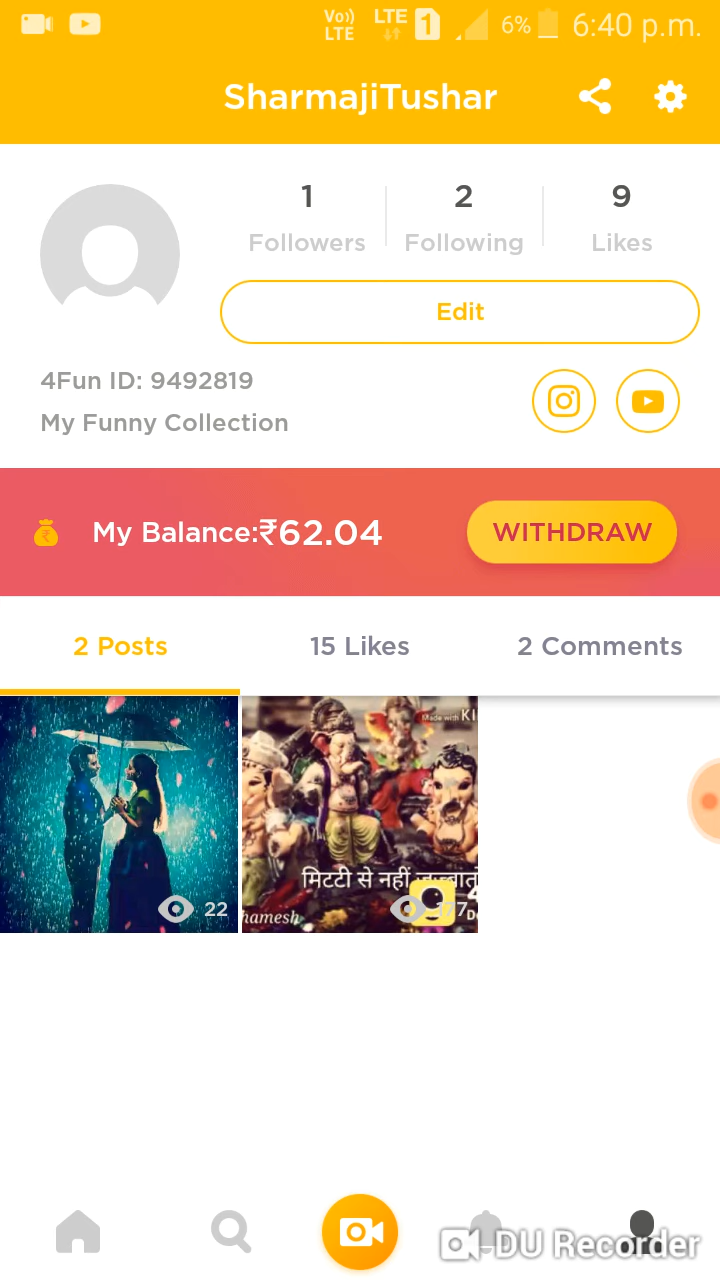 Vo)) LTE LTE 1 6% 6:40 p.m.
SharmajiTushar
1 2 9
Followers Following Likes
Edit
4Fun ID: 9492819
My Funny Collection
My Balance:₹62.04 WITHDRAW
2 Posts 15 Likes 2 Comments
Made with KI
मिटटी से नहीं
22
hamesh
DU Recorder